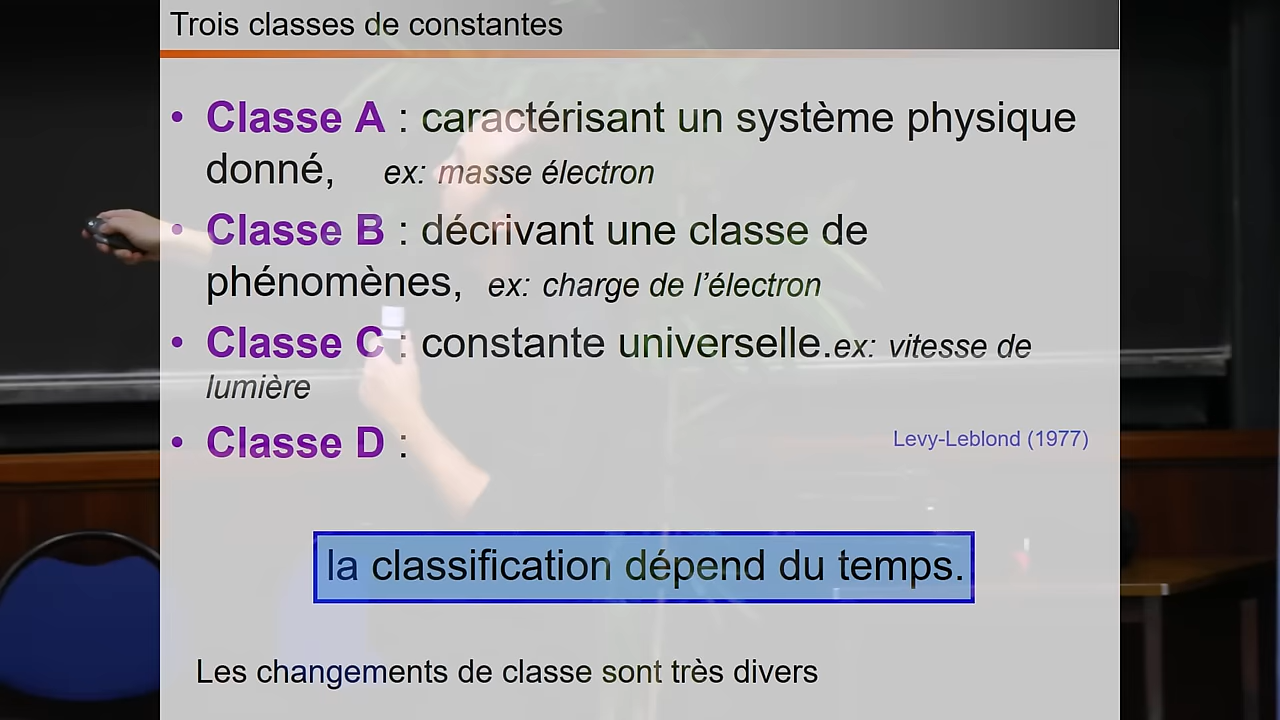 Trois classes de constantes
• Classe A : caractérisant un système physique
donné, ex: masse électron
• Classe B : décrivant une classe de
phénomènes, ex: charge de l’électron
• Classe C : constante universelle.ex: vitesse de
lumière
• Classe D :
Levy-Leblond (1977)
la classification dépend du temps.
Les changements de classe sont très divers